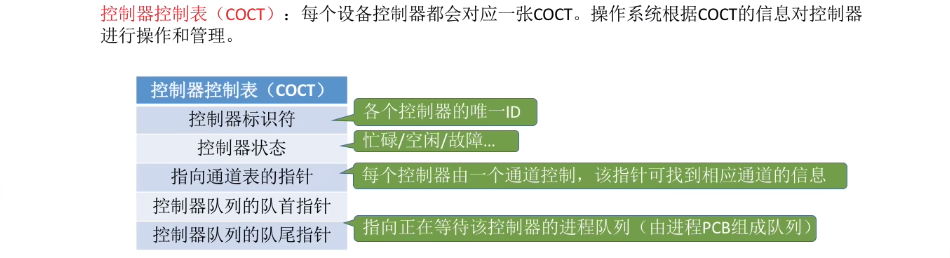 控制器控制表（COCT）：每个设备控制器都会对应一张COCT。操作系统根据COCT的信息对控制器
进行操作和管理。
控制器控制表（COCT）
控制器标识符
各个控制器的唯一ID
控制器状态
忙碌/空闲/故障...
指向通道表的指针
每个控制器由一个通道控制，该指针可找到相应通道的信息
控制器队列的队首指针
控制器队列的队尾指针
指向正在等待该控制器的进程队列（由进程PCB组成队列）